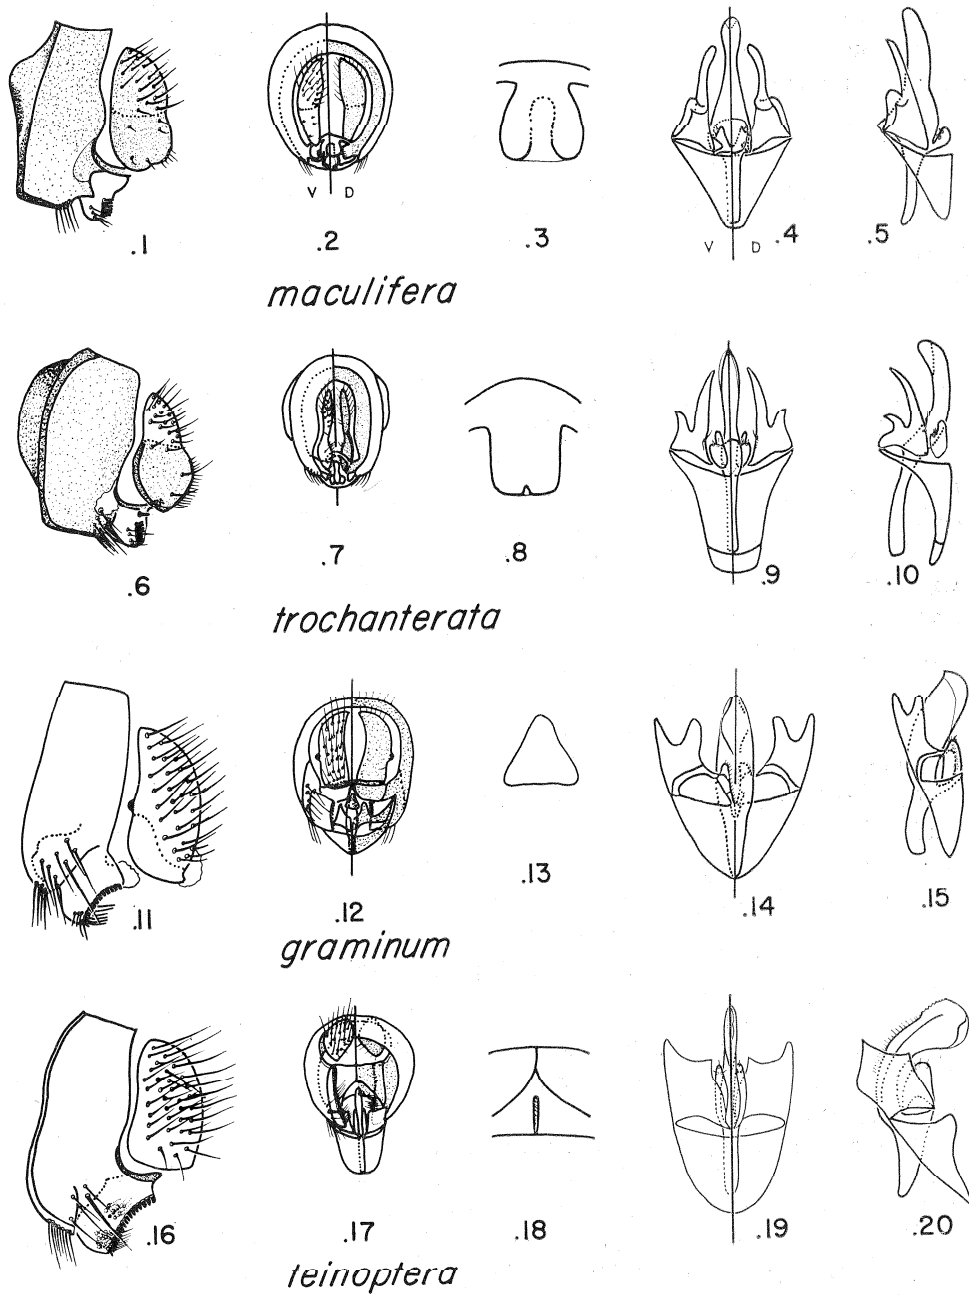 V D
V D
.1 .2 .3 .4 .5
maculifera
.6 .7 .8 .9 .10
trochanterata
.11 .12 .13 .14 .15
graminum
.16 .17 .18 .19 .20
teinoptera